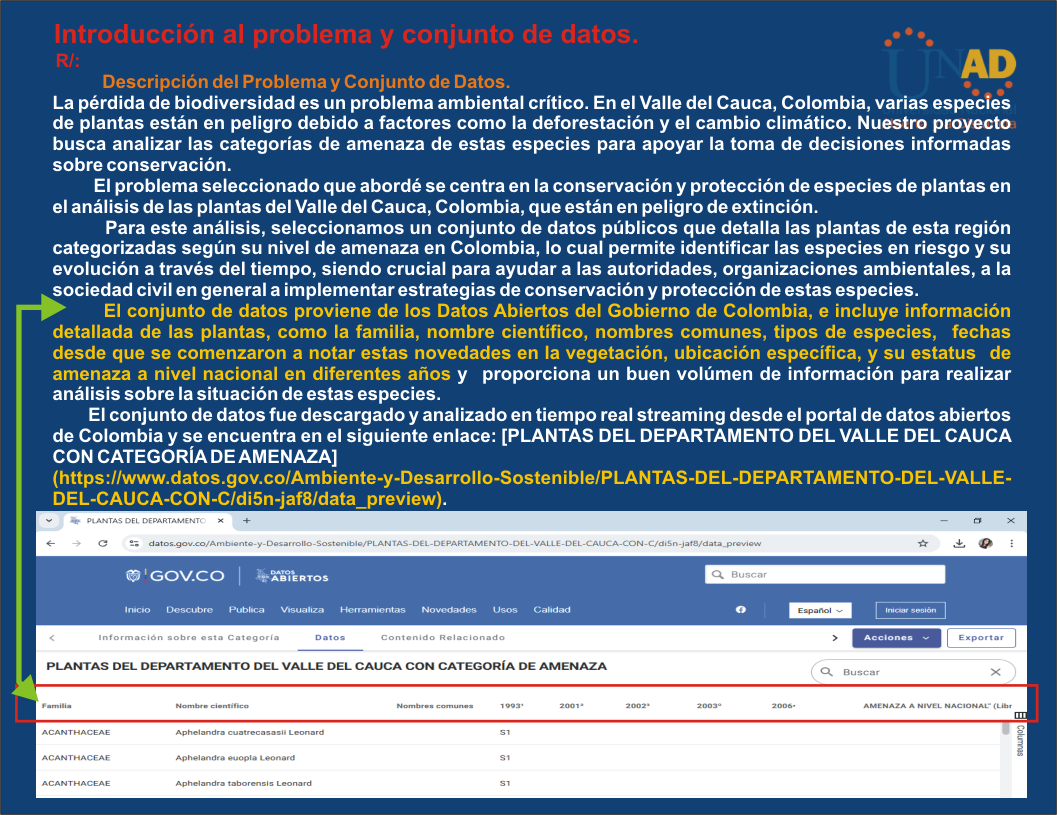 Introducción al problema y conjunto de datos.
R/:
UNAD
Descripción del Problema y Conjunto de Datos.
La pérdida de biodiversidad es un problema ambiental crítico. En el Valle del Cauca, Colombia, varias especies
de plantas están en peligro debido a factores como la deforestación y el cambio climático. Nuestro proyecto
busca analizar las categorías de amenaza de estas especies para apoyar la toma de decisiones informadas
sobre conservación.
El problema seleccionado que abordé se centra en la conservación y protección de especies de plantas en
el análisis de las plantas del Valle del Cauca, Colombia, que están en peligro de extinción.
Para este análisis, seleccionamos un conjunto de datos públicos que detalla las plantas de esta región
categorizadas según su nivel de amenaza en Colombia, lo cual permite identificar las especies en riesgo y su
evolución a través del tiempo, siendo crucial para ayudar a las autoridades, organizaciones ambientales, a la
sociedad civil en general a implementar estrategias de conservación y protección de estas especies.
El conjunto de datos proviene de los Datos Abiertos del Gobierno de Colombia, e incluye información
detallada de las plantas, como la familia, nombre científico, nombres comunes, tipos de especies, fechas
desde que se comenzaron a notar estas novedades en la vegetación, ubicación específica, y su estatus de
amenaza a nivel nacional en diferentes años y proporciona un buen volúmen de información para realizar
análisis sobre la situación de estas especies.
El conjunto de datos fue descargado y analizado en tiempo real streaming desde el portal de datos abiertos
de Colombia y se encuentra en el siguiente enlace: [PLANTAS DEL DEPARTAMENTO DEL VALLE DEL CAUCA
CON CATEGORÍA DE AMENAZA]
(https://www.datos.gov.co/Ambiente-y-Desarrollo-Sostenible/PLANTAS-DEL-DEPARTAMENTO-DEL-VALLE-
DEL-CAUCA-CON-C/di5n-jaf8/data_preview).
PLANTAS DEL DEPARTAMENTO
datos.gov.co/Ambiente-y-Desarrollo-Sostenible/PLANTAS-DEL-DEPARTAMENTO-DEL-VALLE-DEL-CAUCA-CON-C/di5n-jaf8/data_preview
GOV.CO DATOS ABIERTOS Buscar
Inicio Descubre Publica Visualiza Herramientas Novedades Usos Calidad Español Iniciar sesión
Información sobre esta Categoría Datos Contenido Relacionado Acciones Exportar
PLANTAS DEL DEPARTAMENTO DEL VALLE DEL CAUCA CON CATEGORÍA DE AMENAZA Buscar
Familia Nombre científico Nombres comunes 1993¹ 2001² 2002³ 2003⁰ 2006 AMENAZA A NIVEL NACIONAL" (Libr
Columnas
ACANTHACEAE Aphelandra cuatrecasasii Leonard S1
ACANTHACEAE Aphelandra euopla Leonard S1
ACANTHACEAE Aphelandra taborensis Leonard S1